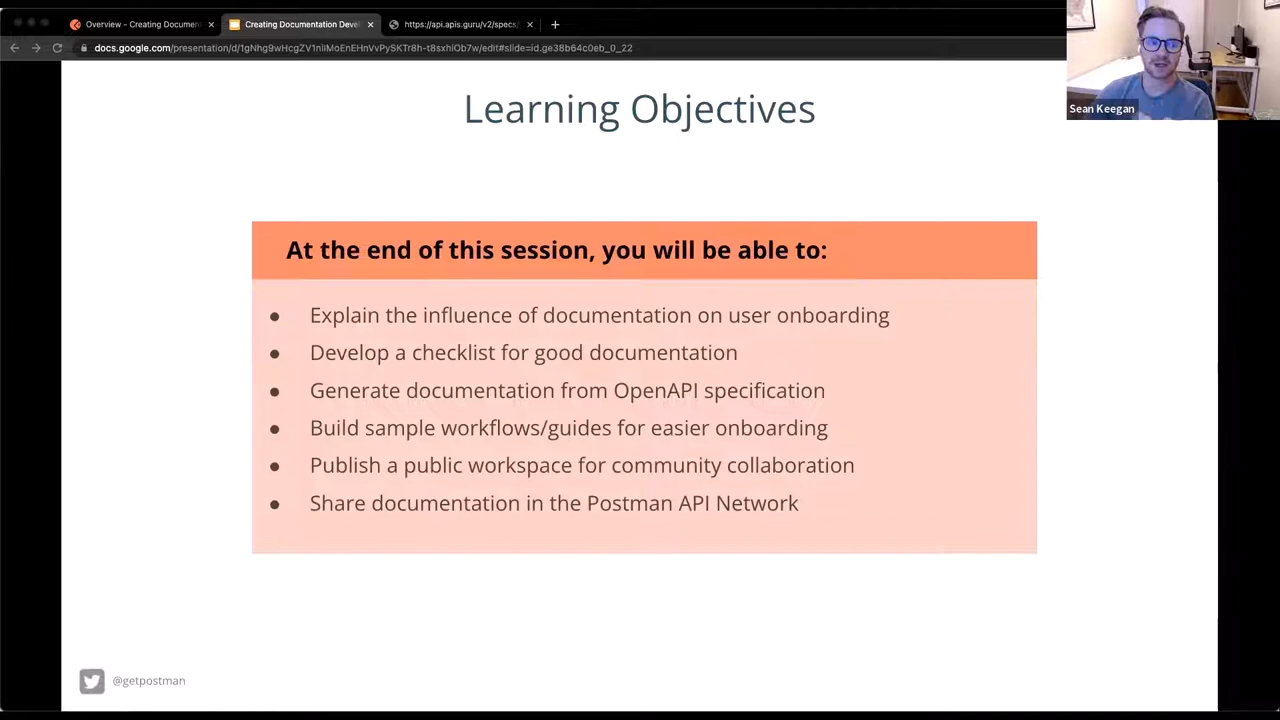 Overview - Creating Document
Creating Documentation Devel
https://api.apis.guru/v2/specs/
docs.google.com/presentation/d/1gNhg9wHcgZV1nliMoEnEHnVvPySKTr8h-t8sxhiOb7w/edit#slide=id.ge38b64c0eb_0_22
Sean Keegan
Learning Objectives
At the end of this session, you will be able to:
● Explain the influence of documentation on user onboarding
● Develop a checklist for good documentation
● Generate documentation from OpenAPI specification
● Build sample workflows/guides for easier onboarding
● Publish a public workspace for community collaboration
● Share documentation in the Postman API Network
@getpostman